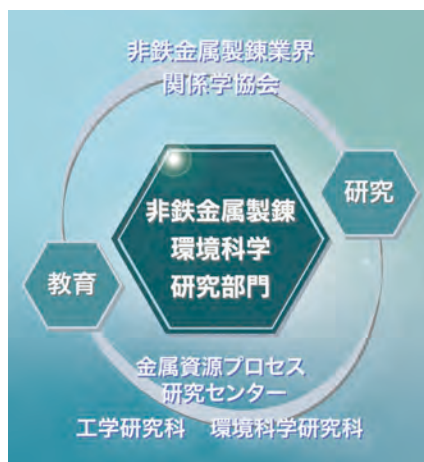 非鉄金属製錬業界
関係学協会
研究
非鉄金属製錬
環境科学
研究部門
教育
金属資源プロセス
研究センター
工学研究科　環境科学研究科